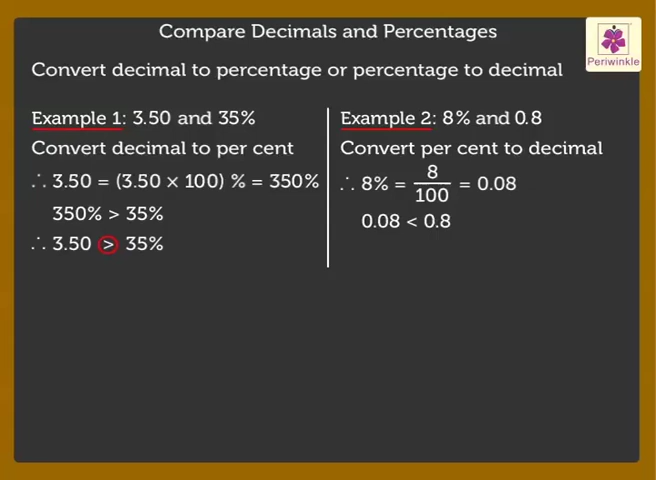 Compare Decimals and Percentages
Periwinkle
Convert decimal to percentage or percentage to decimal
Example 1: 3.50 and 35%
Convert decimal to per cent
∴ 3.50 = (3.50 × 100) % = 350%
350% > 35%
∴ 3.50 > 35%
Example 2: 8% and 0.8
Convert per cent to decimal
∴ 8% = 8/100 = 0.08
0.08 < 0.8